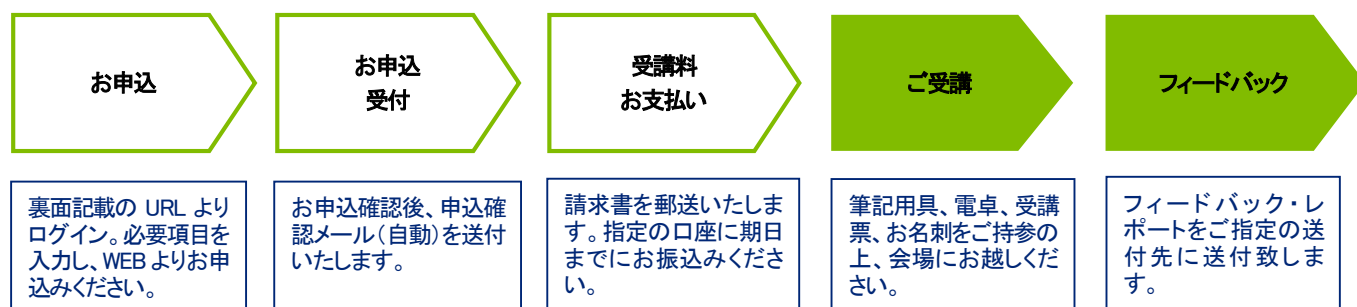 お申込
お申込
受付
受講料
お支払い
ご受講
フィードバック
裏面記載の URL より
ログイン。必要項目を
入力し、WEB よりお申
込みください。
お申込確認後、申込確
認メール（自動）を送付
いたします。
請求書を郵送いたしま
す。指定の口座に期日
までにお振込みくださ
い。
筆記用具、電卓、受講
票、お名刺をご持参の
上、会場にお越しくだ
さい。
フィードバック・レ
ポートをご指定の送
付先に送付致しま
す。